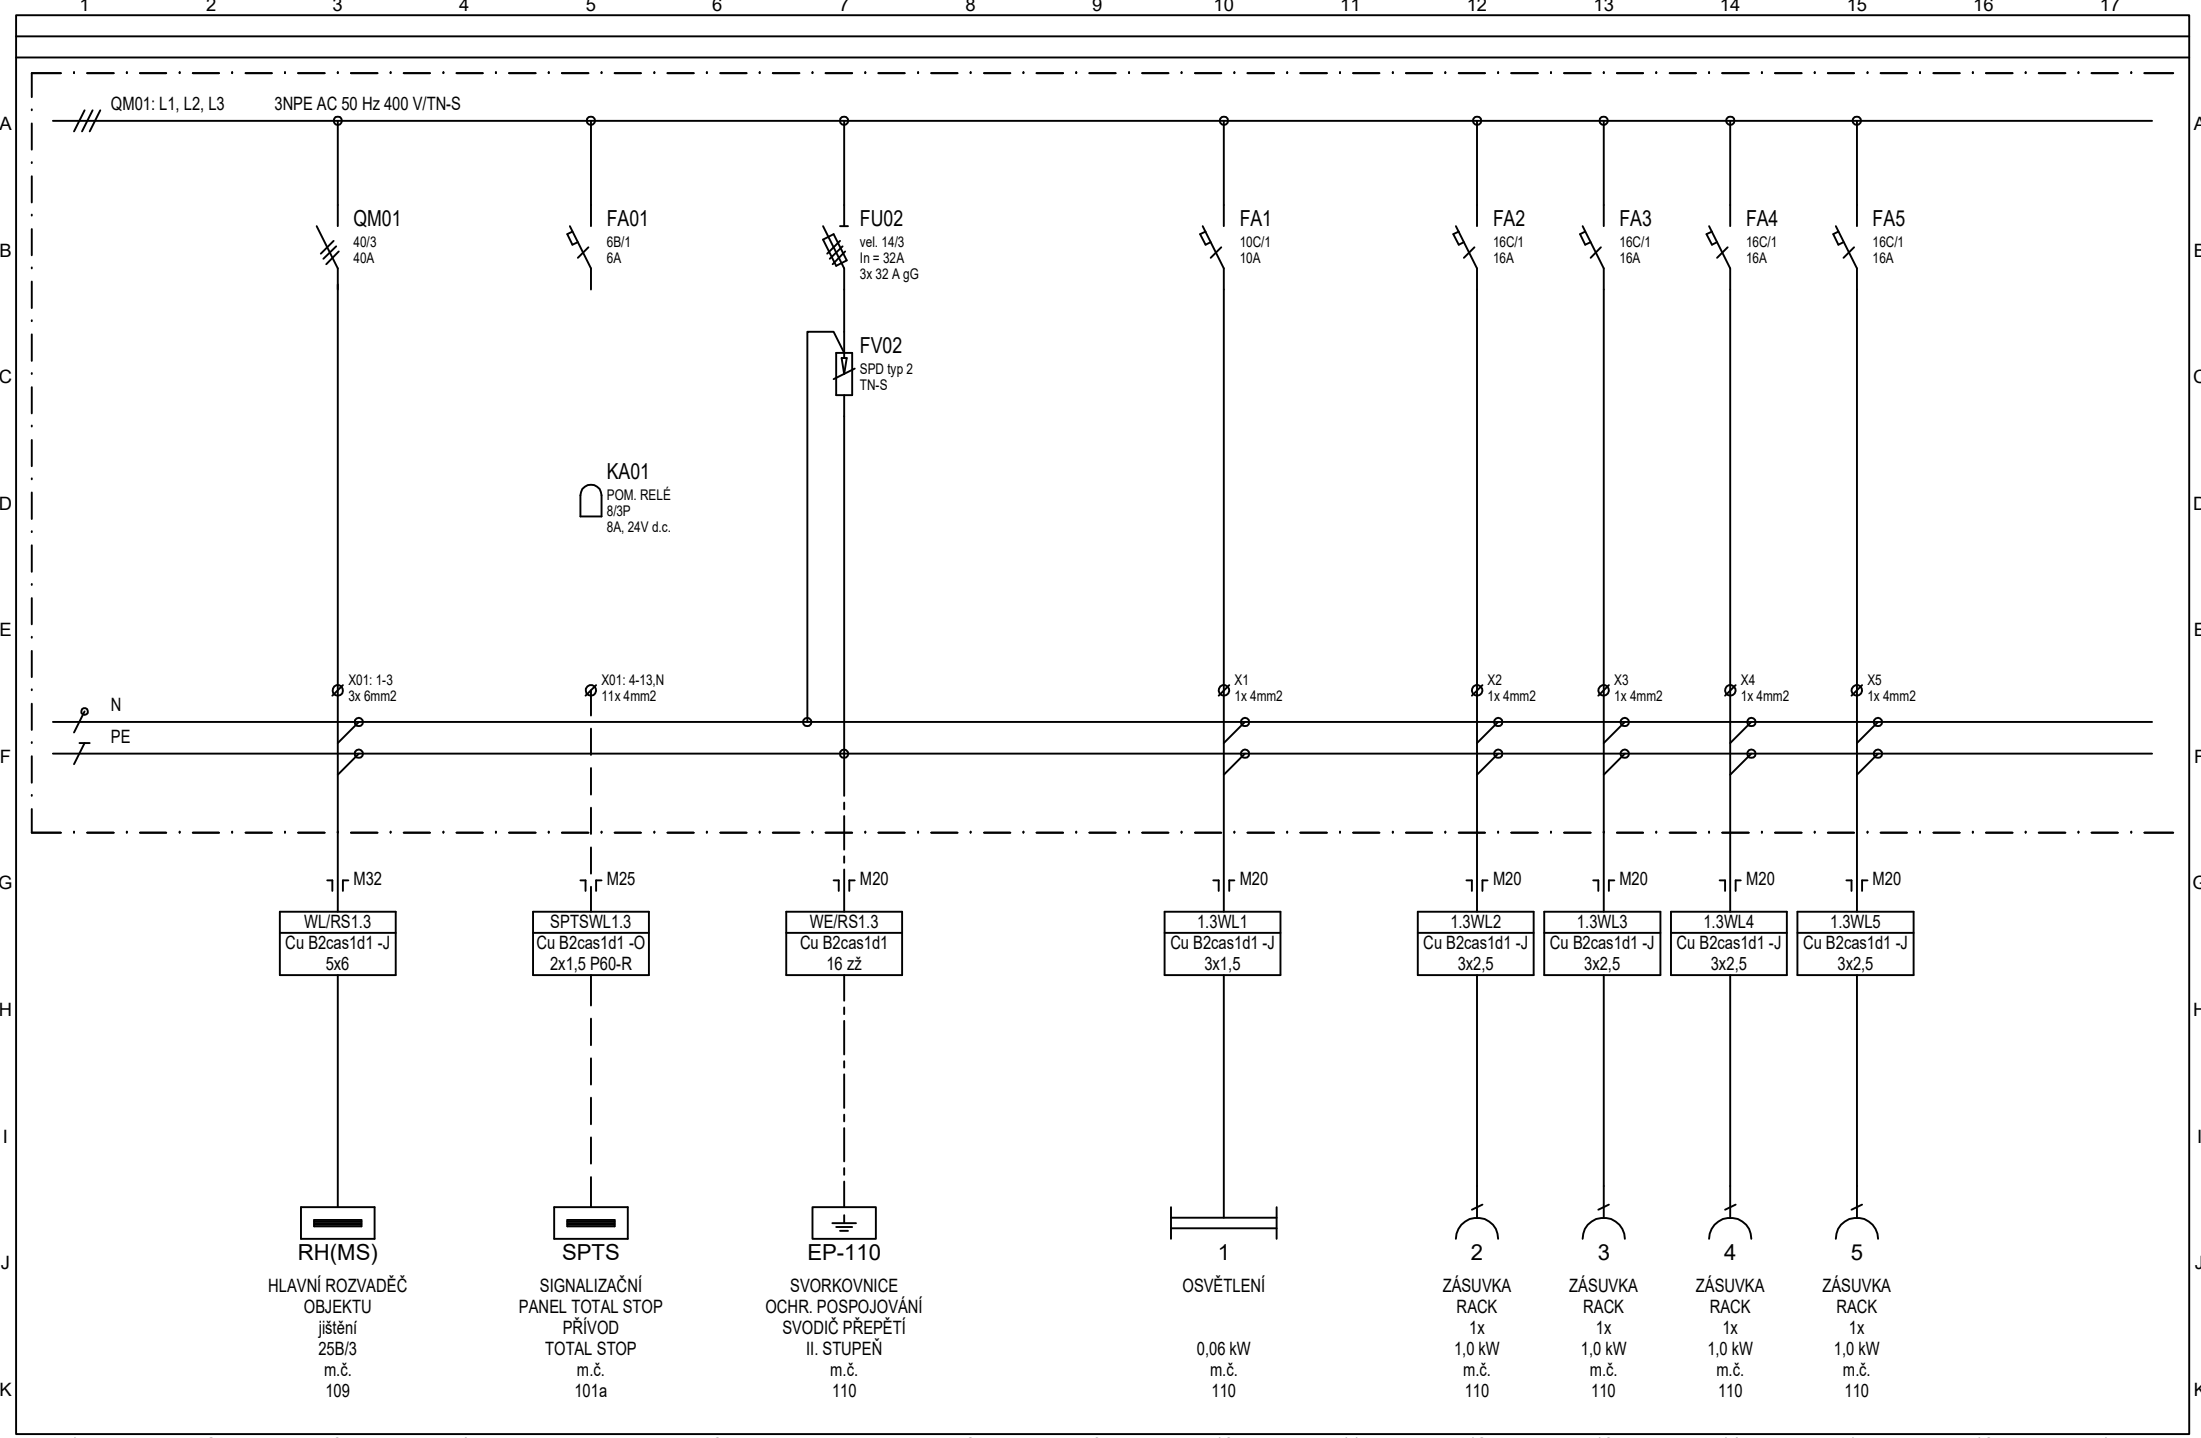 1 2 3 4 5 6 7 8 9 10 11 12 13 14 15 16 17
A
QM01: L1, L2, L3 3NPE AC 50 Hz 400 V/TN-S
A
B
QM01
40/3
40A
FA01
6B/1
6A
FU02
vel. 14/3
In = 32A
3x 32 A gG
FA1
10C/1
10A
FA2
16C/1
16A
FA3
16C/1
16A
FA4
16C/1
16A
FA5
16C/1
16A
C
FV02
SPD typ 2
TN-S
D
KA01
POM. RELÉ
8/3P
8A, 24V d.c.
E
X01: 1-3
3x 6mm2
X01: 4-13,N
11x 4mm2
X1
1x 4mm2
X2
1x 4mm2
X3
1x 4mm2
X4
1x 4mm2
X5
1x 4mm2
N
PE
F
G
M32
M25
M20
M20
M20
M20
M20
M20
WL/RS1.3
Cu B2cas1d1 -J
5x6
SPTSWL1.3
Cu B2cas1d1 -O
2x1,5 P60-R
WE/RS1.3
Cu B2cas1d1
16 zž
1.3WL1
Cu B2cas1d1 -J
3x1,5
1.3WL2
Cu B2cas1d1 -J
3x2,5
1.3WL3
Cu B2cas1d1 -J
3x2,5
1.3WL4
Cu B2cas1d1 -J
3x2,5
1.3WL5
Cu B2cas1d1 -J
3x2,5
H
I
J
RH(MS)
HLAVNÍ ROZVADĚČ
OBJEKTU
jištění
25B/3
m.č.
109
SPTS
SIGNALIZAČNÍ
PANEL TOTAL STOP
PŘÍVOD
TOTAL STOP
m.č.
101a
EP-110
SVORKOVNICE
OCHR. POSPOJOVÁNÍ
SVODIČ PŘEPĚTÍ
II. STUPEŇ
m.č.
110
1
OSVĚTLENÍ
0,06 kW
m.č.
110
2
ZÁSUVKA
RACK
1x
1,0 kW
m.č.
110
3
ZÁSUVKA
RACK
1x
1,0 kW
m.č.
110
4
ZÁSUVKA
RACK
1x
1,0 kW
m.č.
110
5
ZÁSUVKA
RACK
1x
1,0 kW
m.č.
110
K